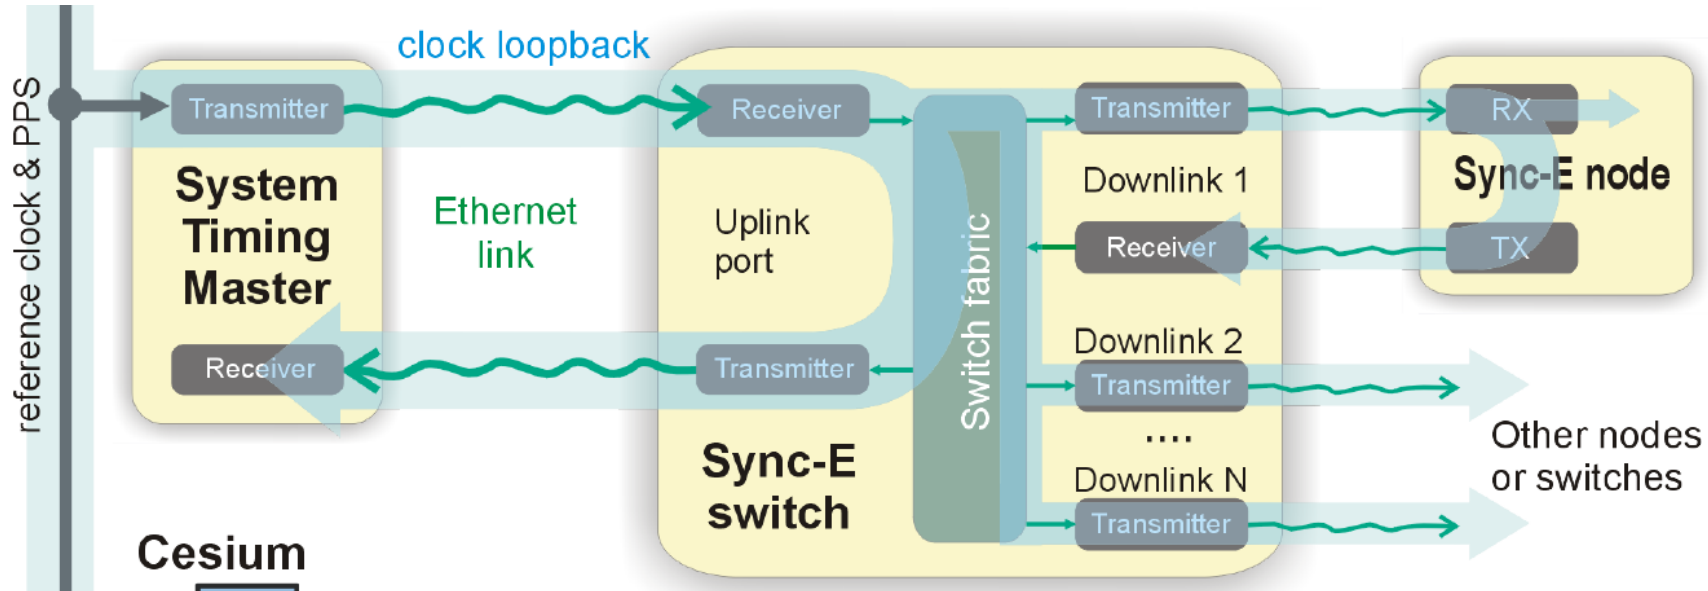 reference clock & PPS
clock loopback
Transmitter
System
Timing
Master
Receiver
Ethernet
link
Receiver
Uplink
port
Transmitter
Sync-E
switch
Switch fabric
Transmitter
Downlink 1
Receiver
Downlink 2
Transmitter
....
Downlink N
Transmitter
RX
Sync-E node
TX
Other nodes
or switches
Cesium